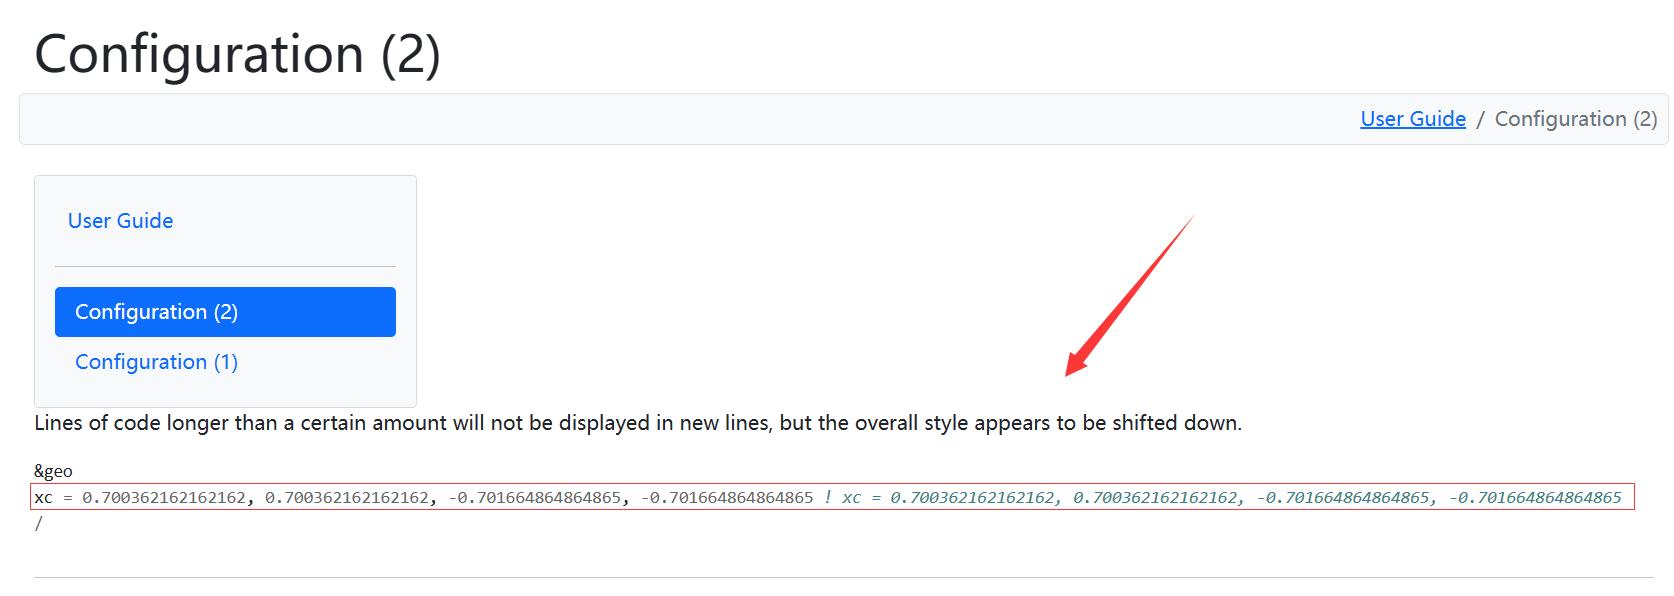 Configuration (2)
User Guide / Configuration (2)
User Guide
Configuration (2)
Configuration (1)
Lines of code longer than a certain amount will not be displayed in new lines, but the overall style appears to be shifted down.
&geo
xc = 0.700362162162162, 0.700362162162162, -0.701664864864865, -0.701664864864865 ! xc = 0.700362162162162, 0.700362162162162, -0.701664864864865, -0.701664864864865
/